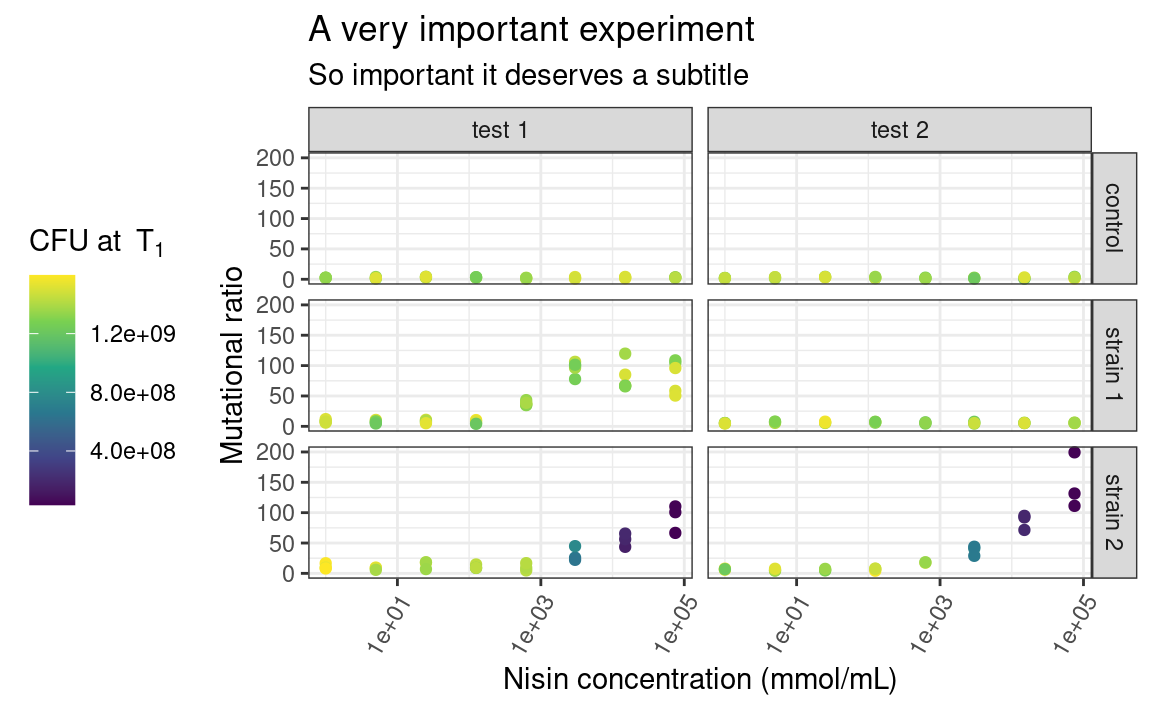 A very important experiment
So important it deserves a subtitle
test 1
test 2
200
150
100
50
0
control
200
150
100
50
0
strain 1
200
150
100
50
0
strain 2
Mutational ratio
1e+01
1e+03
1e+05
1e+01
1e+03
1e+05
Nisin concentration (mmol/mL)
CFU at T₁
1.2e+09
8.0e+08
4.0e+08